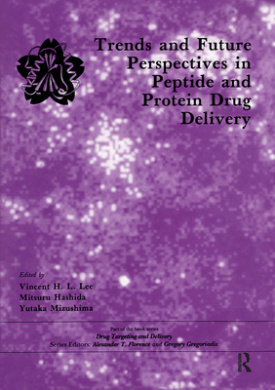 Trends and Future
Perspectives in
Peptide and
Protein Drug
Delivery
Edited by
Vincent H. L. Lee
Mitsuru Hashida
Yutaka Mizushima
Part of the book series
Drug Targeting and Delivery
Series Editors: Alexander T. Florence and Gregory Gregoriadis
R